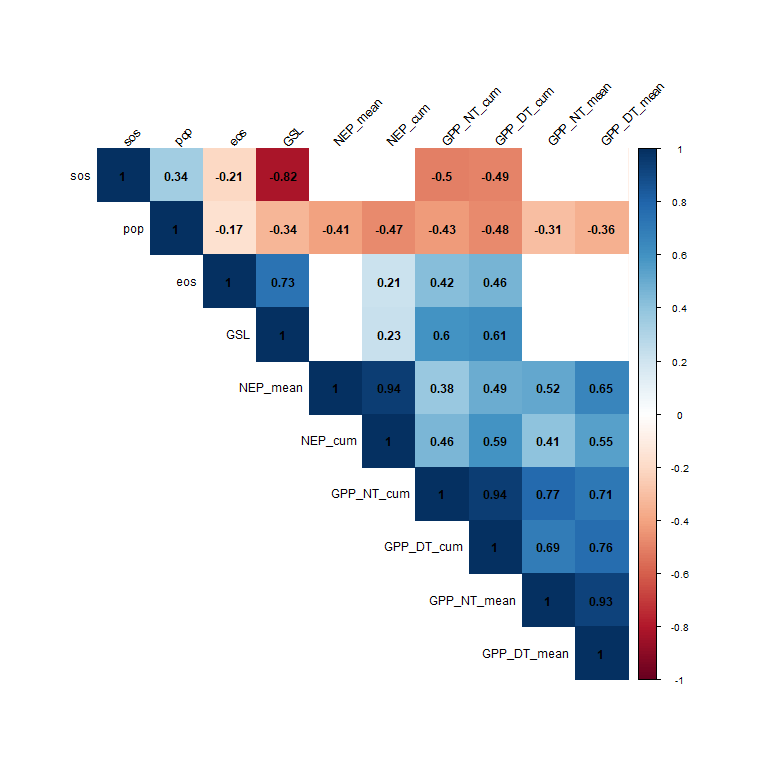 sos pop eos GSL NEP_mean NEP_cum GPP_NT_cum GPP_DT_cum GPP_NT_mean GPP_DT_mean
sos 1 0.34 -0.21 -0.82 -0.5 -0.49
pop 1 -0.17 -0.34 -0.41 -0.47 -0.43 -0.48 -0.31 -0.36
eos 1 0.73 0.21 0.42 0.46
GSL 1 0.23 0.6 0.61
NEP_mean 1 0.94 0.38 0.49 0.52 0.65
NEP_cum 1 0.46 0.59 0.41 0.55
GPP_NT_cum 1 0.94 0.77 0.71
GPP_DT_cum 1 0.69 0.76
GPP_NT_mean 1 0.93
GPP_DT_mean 1
1
0.8
0.6
0.4
0.2
0
-0.2
-0.4
-0.6
-0.8
-1